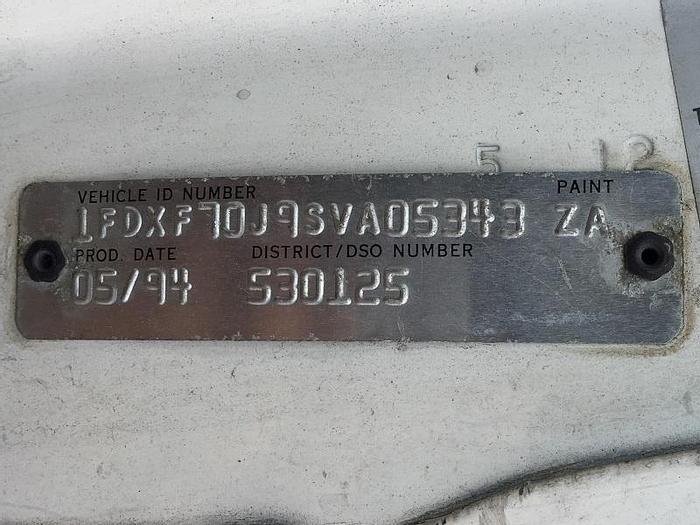 5 12
VEHICLE ID NUMBER PAINT
1FDXF70J9SVA05343 ZA
PROD. DATE DISTRICT/DSO NUMBER
05/94 530125